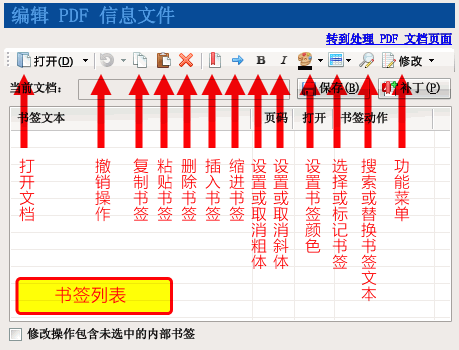 编辑 PDF 信息文件
转到处理 PDF 文档页面
打开(O) B I 修改
当前文档: 保存(B) 补丁(P)
书签文本 页码 打开 书签动作
打开文档
撤销操作
复制书签
粘贴书签
删除书签
插入书签
缩进书签
设置或取消粗体
设置或取消斜体
设置书签颜色
选择或标记书签
搜索或替换书签文本
功能菜单
书签列表
修改操作包含未选中的内部书签